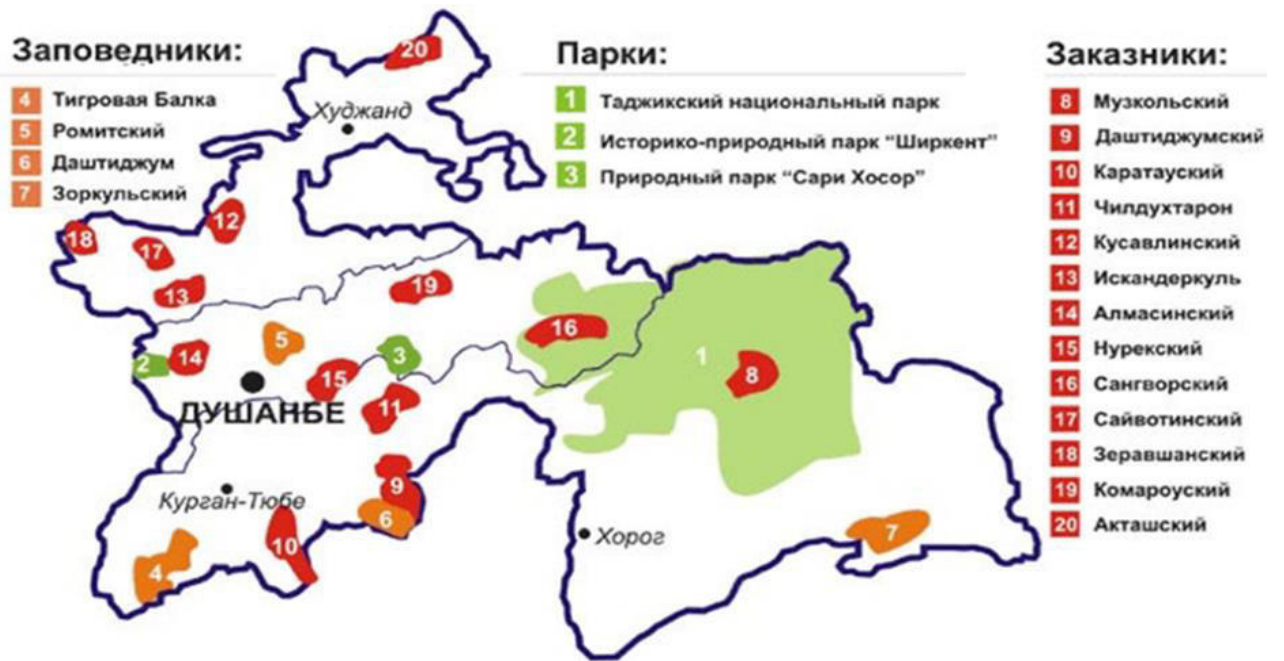 Заповедники:
4 Тигровая Балка
5 Ромитский
6 Даштиджум
7 Зоркульский
Парки:
1 Таджикский национальный парк
2 Историко-природный парк “Ширкент”
3 Природный парк “Сари Хосор”
Заказники:
8 Музкольский
9 Даштиджумский
10 Каратауский
11 Чилдухтарон
12 Кусавлинский
13 Искандеркуль
14 Алмасинский
15 Нурекский
16 Сангворский
17 Сайвотинский
18 Зеравшанский
19 Комароуский
20 Акташский
20
Худжанд
12
18
17
13
19
16
5
14
2
3
1
8
15
ДУШАНБЕ
11
Курган-Тюбе
9
6
10
Хорог
7
4